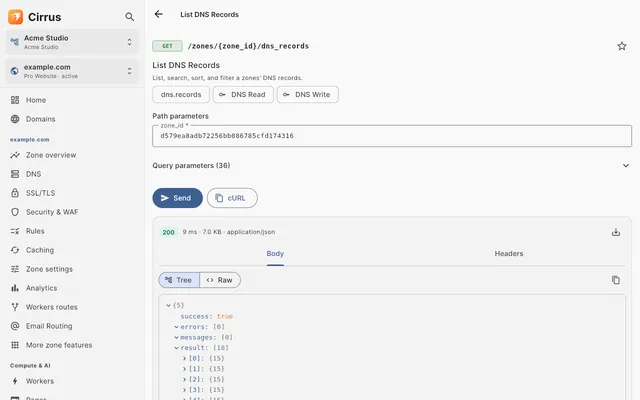 Cirrus
Acme Studio
Acme Studio
example.com
Pro Website · active
Home
Domains
example.com
Zone overview
DNS
SSL/TLS
Security & WAF
Rules
Caching
Zone settings
Analytics
Workers routes
Email Routing
More zone features
Compute & AI
Workers
Pages
List DNS Records
GET /zones/{zone_id}/dns_records
List DNS Records
List, search, sort, and filter a zones' DNS records.
dns.records DNS Read DNS Write
Path parameters
zone_id *
d579ea8adb72256bb086785cfd174316
Query parameters (36)
Send cURL
200 9 ms · 7.0 KB · application/json
Body Headers
Tree Raw
{5}
success: true
errors: [0]
messages: [0]
result: [18]
[0]: {15}
[1]: {15}
[2]: {15}
[3]: {15}
[4]: {15}